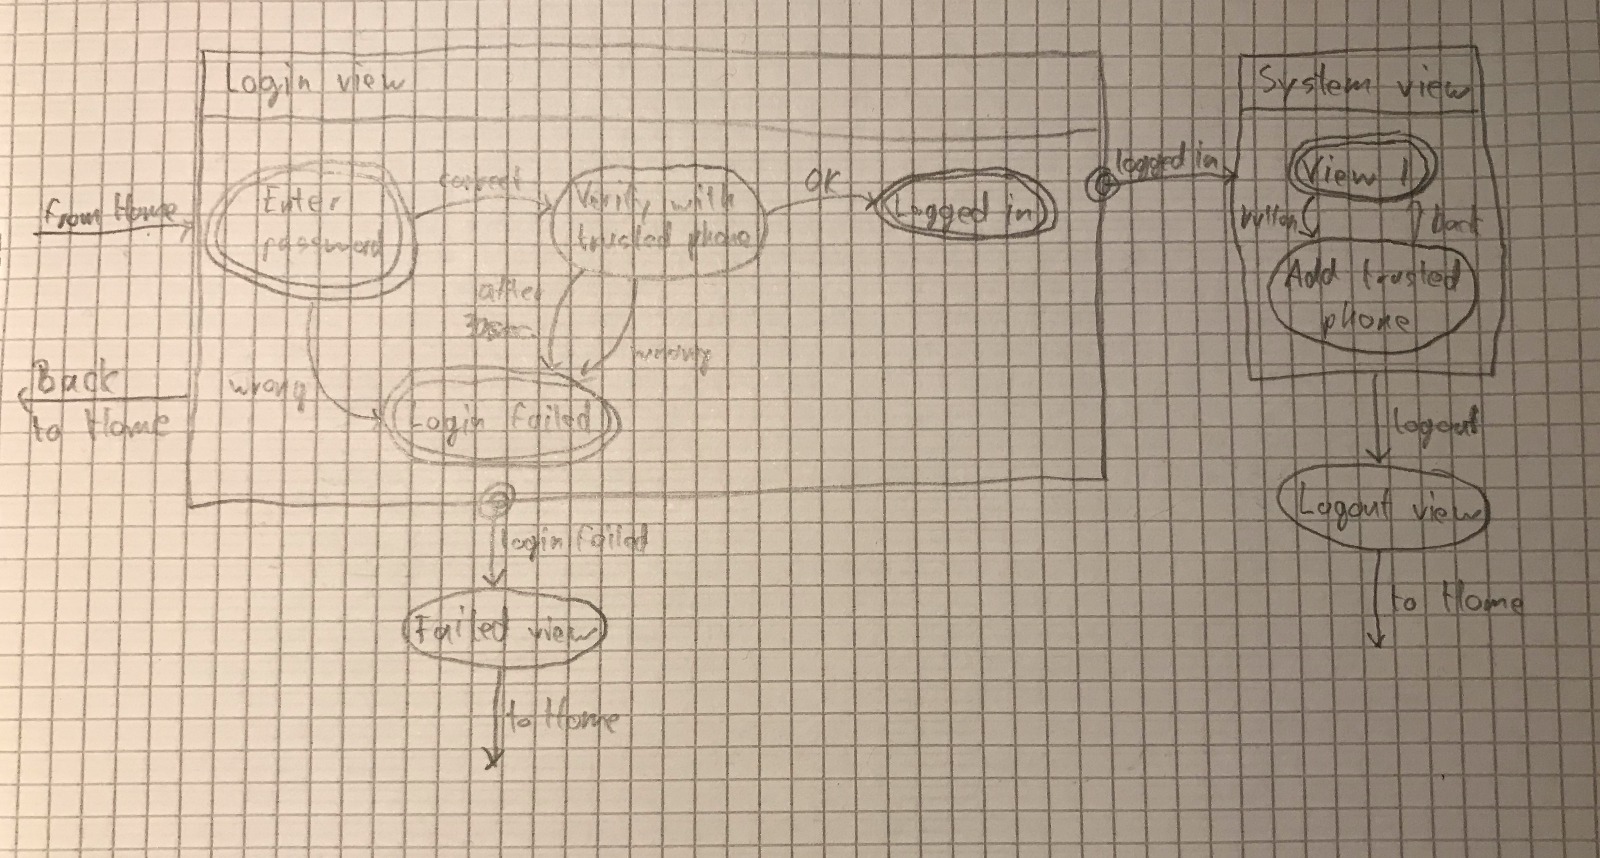 Login view
System view
from Home
Enter
password
correct
Verify with
trusted phone
OK
Logged in
logged in
View 1
button
back
Add trusted
phone
after
30sec
wrong
wrong
Back
to Home
Login failed
logout
Logout view
login failed
to Home
Failed view
to Home